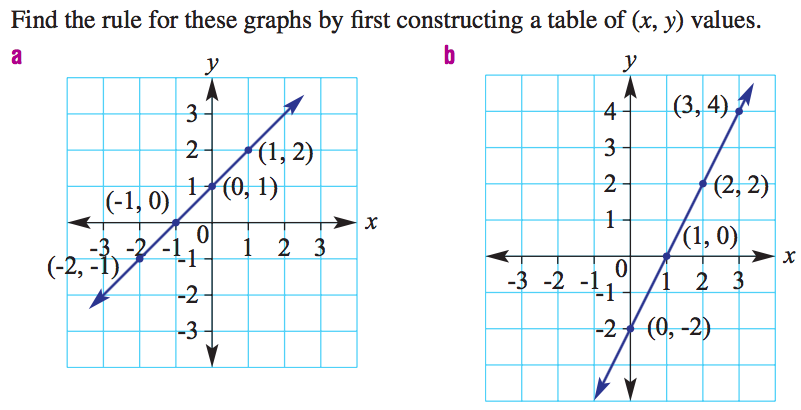 Find the rule for these graphs by first constructing a table of (x, y) values.
a
y
3
2
(1, 2)
1
(0, 1)
(-1, 0)
x
-3 -2 -1 0 1 2 3
(-2, -1)
-1
-2
-3
b
y
4
(3, 4)
3
2
(2, 2)
1
(1, 0)
x
-3 -2 -1 0 1 2 3
-1
-2
(0, -2)